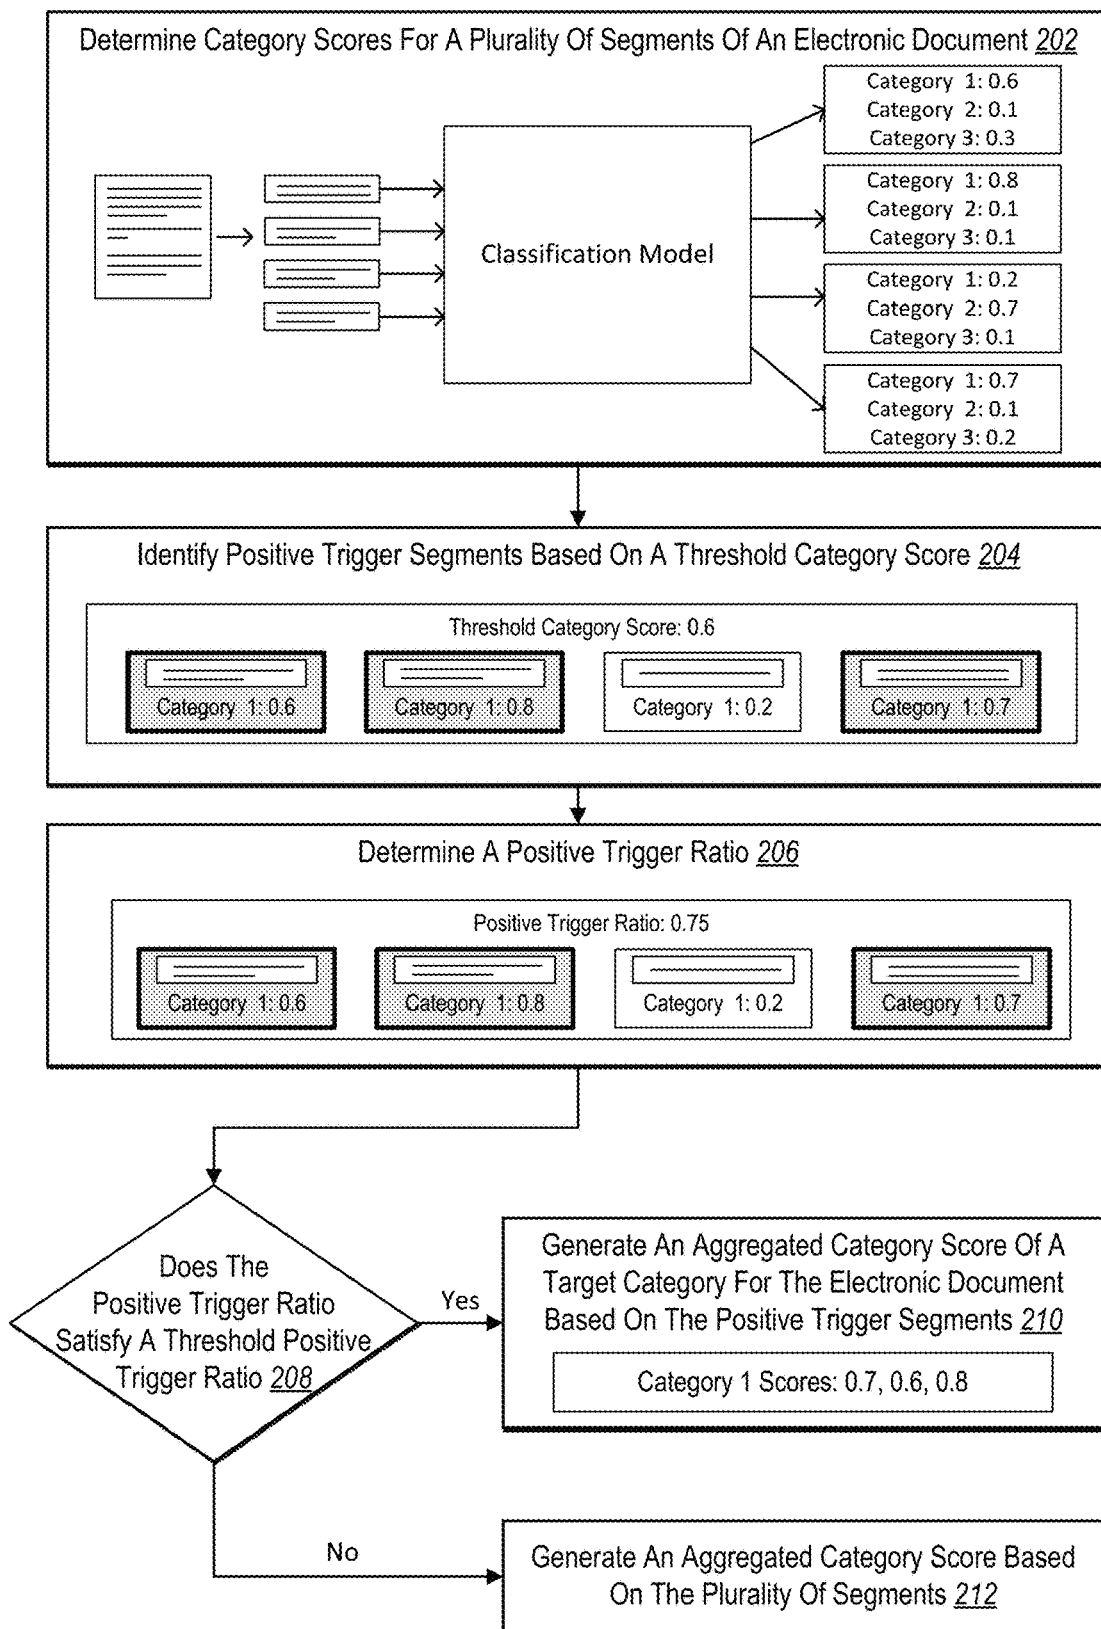 Determine Category Scores For A Plurality Of Segments Of An Electronic Document 202
Classification Model
Category 1: 0.6
Category 2: 0.1
Category 3: 0.3
Category 1: 0.8
Category 2: 0.1
Category 3: 0.1
Category 1: 0.2
Category 2: 0.7
Category 3: 0.1
Category 1: 0.7
Category 2: 0.1
Category 3: 0.2
Identify Positive Trigger Segments Based On A Threshold Category Score 204
Threshold Category Score: 0.6
Category 1: 0.6
Category 1: 0.8
Category 1: 0.2
Category 1: 0.7
Determine A Positive Trigger Ratio 206
Positive Trigger Ratio: 0.75
Category 1: 0.6
Category 1: 0.8
Category 1: 0.2
Category 1: 0.7
Does The
Positive Trigger Ratio
Satisfy A Threshold Positive
Trigger Ratio 208
Yes
Generate An Aggregated Category Score Of A
Target Category For The Electronic Document
Based On The Positive Trigger Segments 210
Category 1 Scores: 0.7, 0.6, 0.8
No
Generate An Aggregated Category Score Based
On The Plurality Of Segments 212